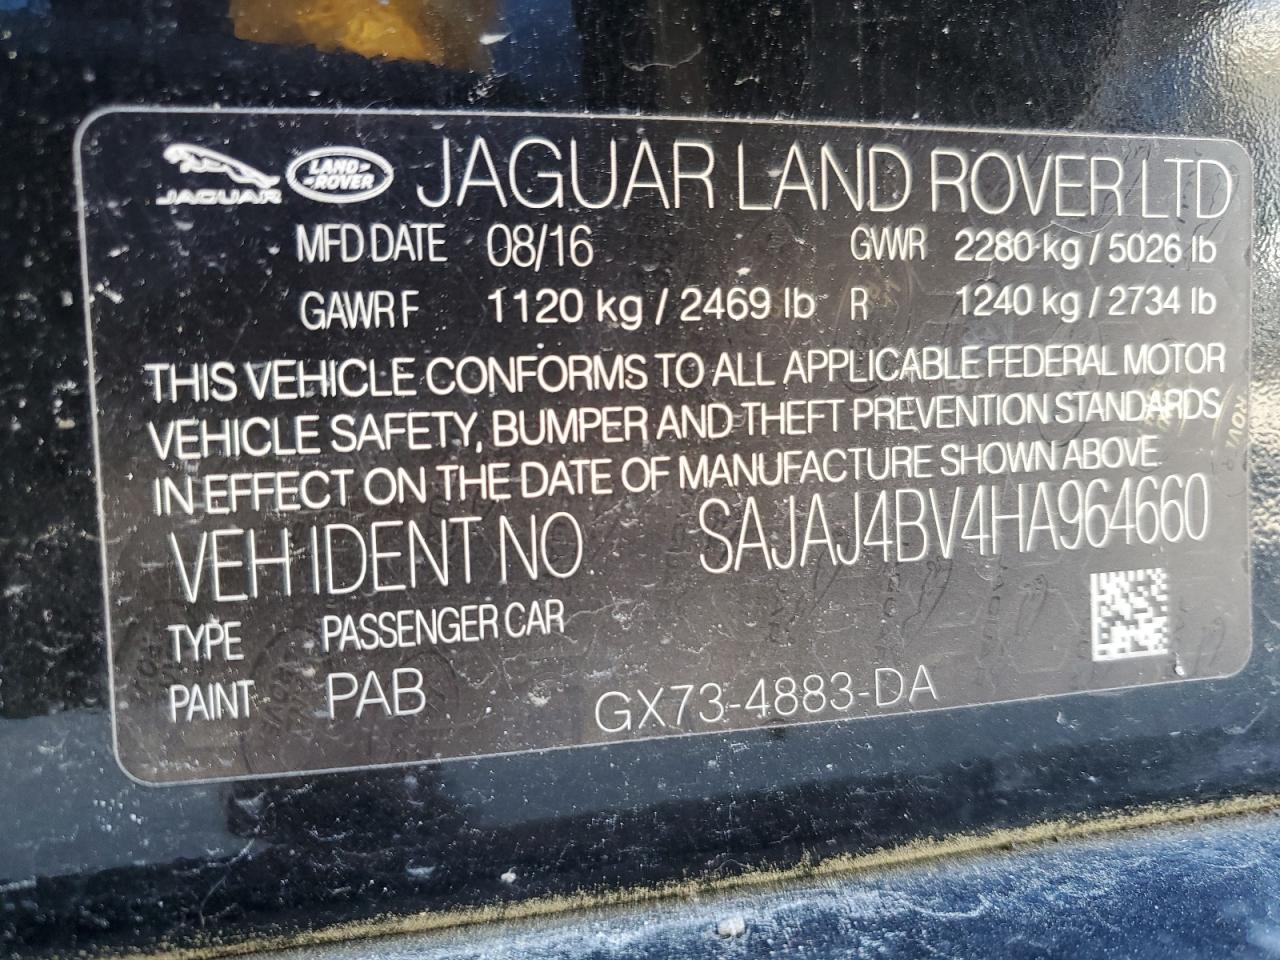 JAGUAR LAND ROVER JAGUAR LAND ROVER LTD
MFD DATE 08/16 GVWR 2280 kg / 5026 lb
GAWR F 1120 kg / 2469 lb R 1240 kg / 2734 lb
THIS VEHICLE CONFORMS TO ALL APPLICABLE FEDERAL MOTOR
VEHICLE SAFETY, BUMPER AND THEFT PREVENTION STANDARDS
IN EFFECT ON THE DATE OF MANUFACTURE SHOWN ABOVE
VEH IDENT NO SAJAJ4BV4HA964660
TYPE PASSENGER CAR
PAINT PAB GX73-4883-DA